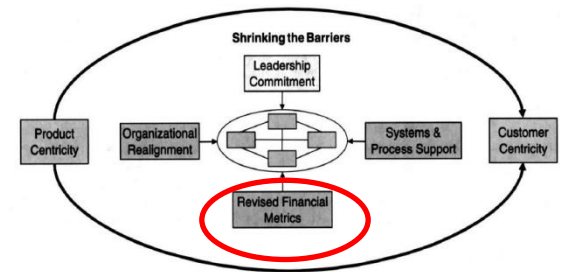 Shrinking the Barriers
Leadership
Commitment
Product
Centricity
Organizational
Realignment
Systems &
Process Support
Customer
Centricity
Revised Financial
Metrics